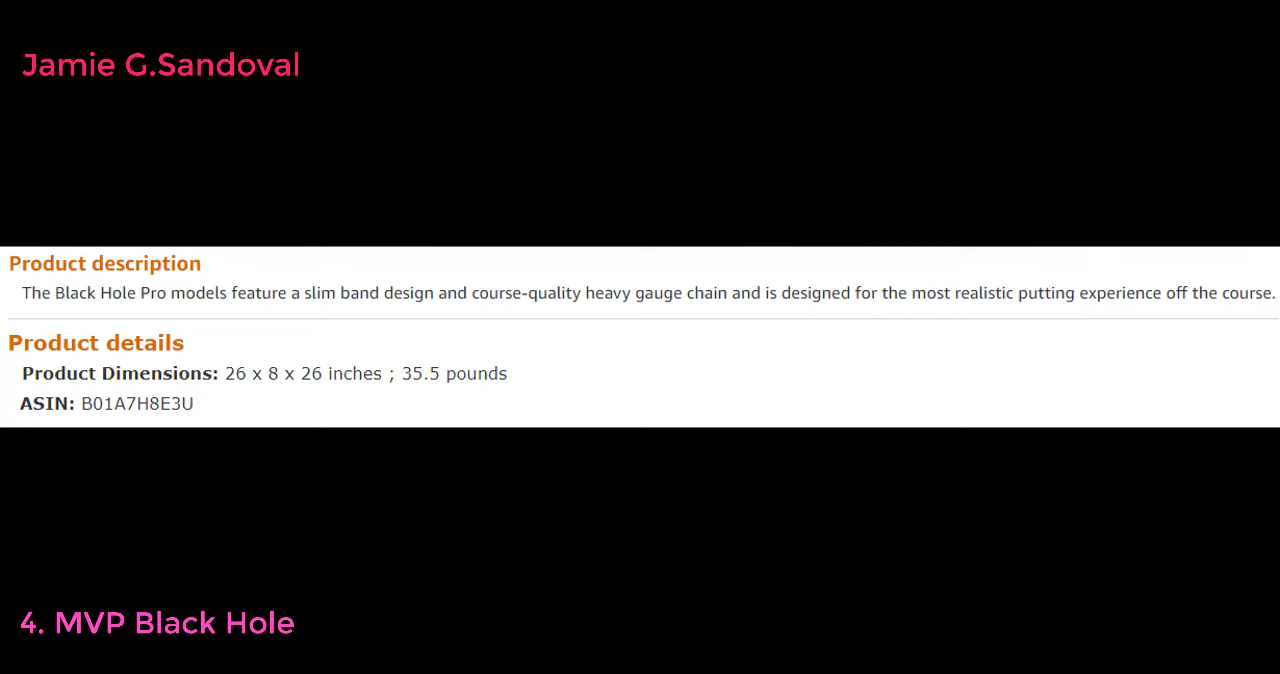 Jamie G.Sandoval
Product description
The Black Hole Pro models feature a slim band design and course-quality heavy gauge chain and is designed for the most realistic putting experience off the course.
Product details
Product Dimensions: 26 x 8 x 26 inches ; 35.5 pounds
ASIN: B01A7H8E3U
4. MVP Black Hole